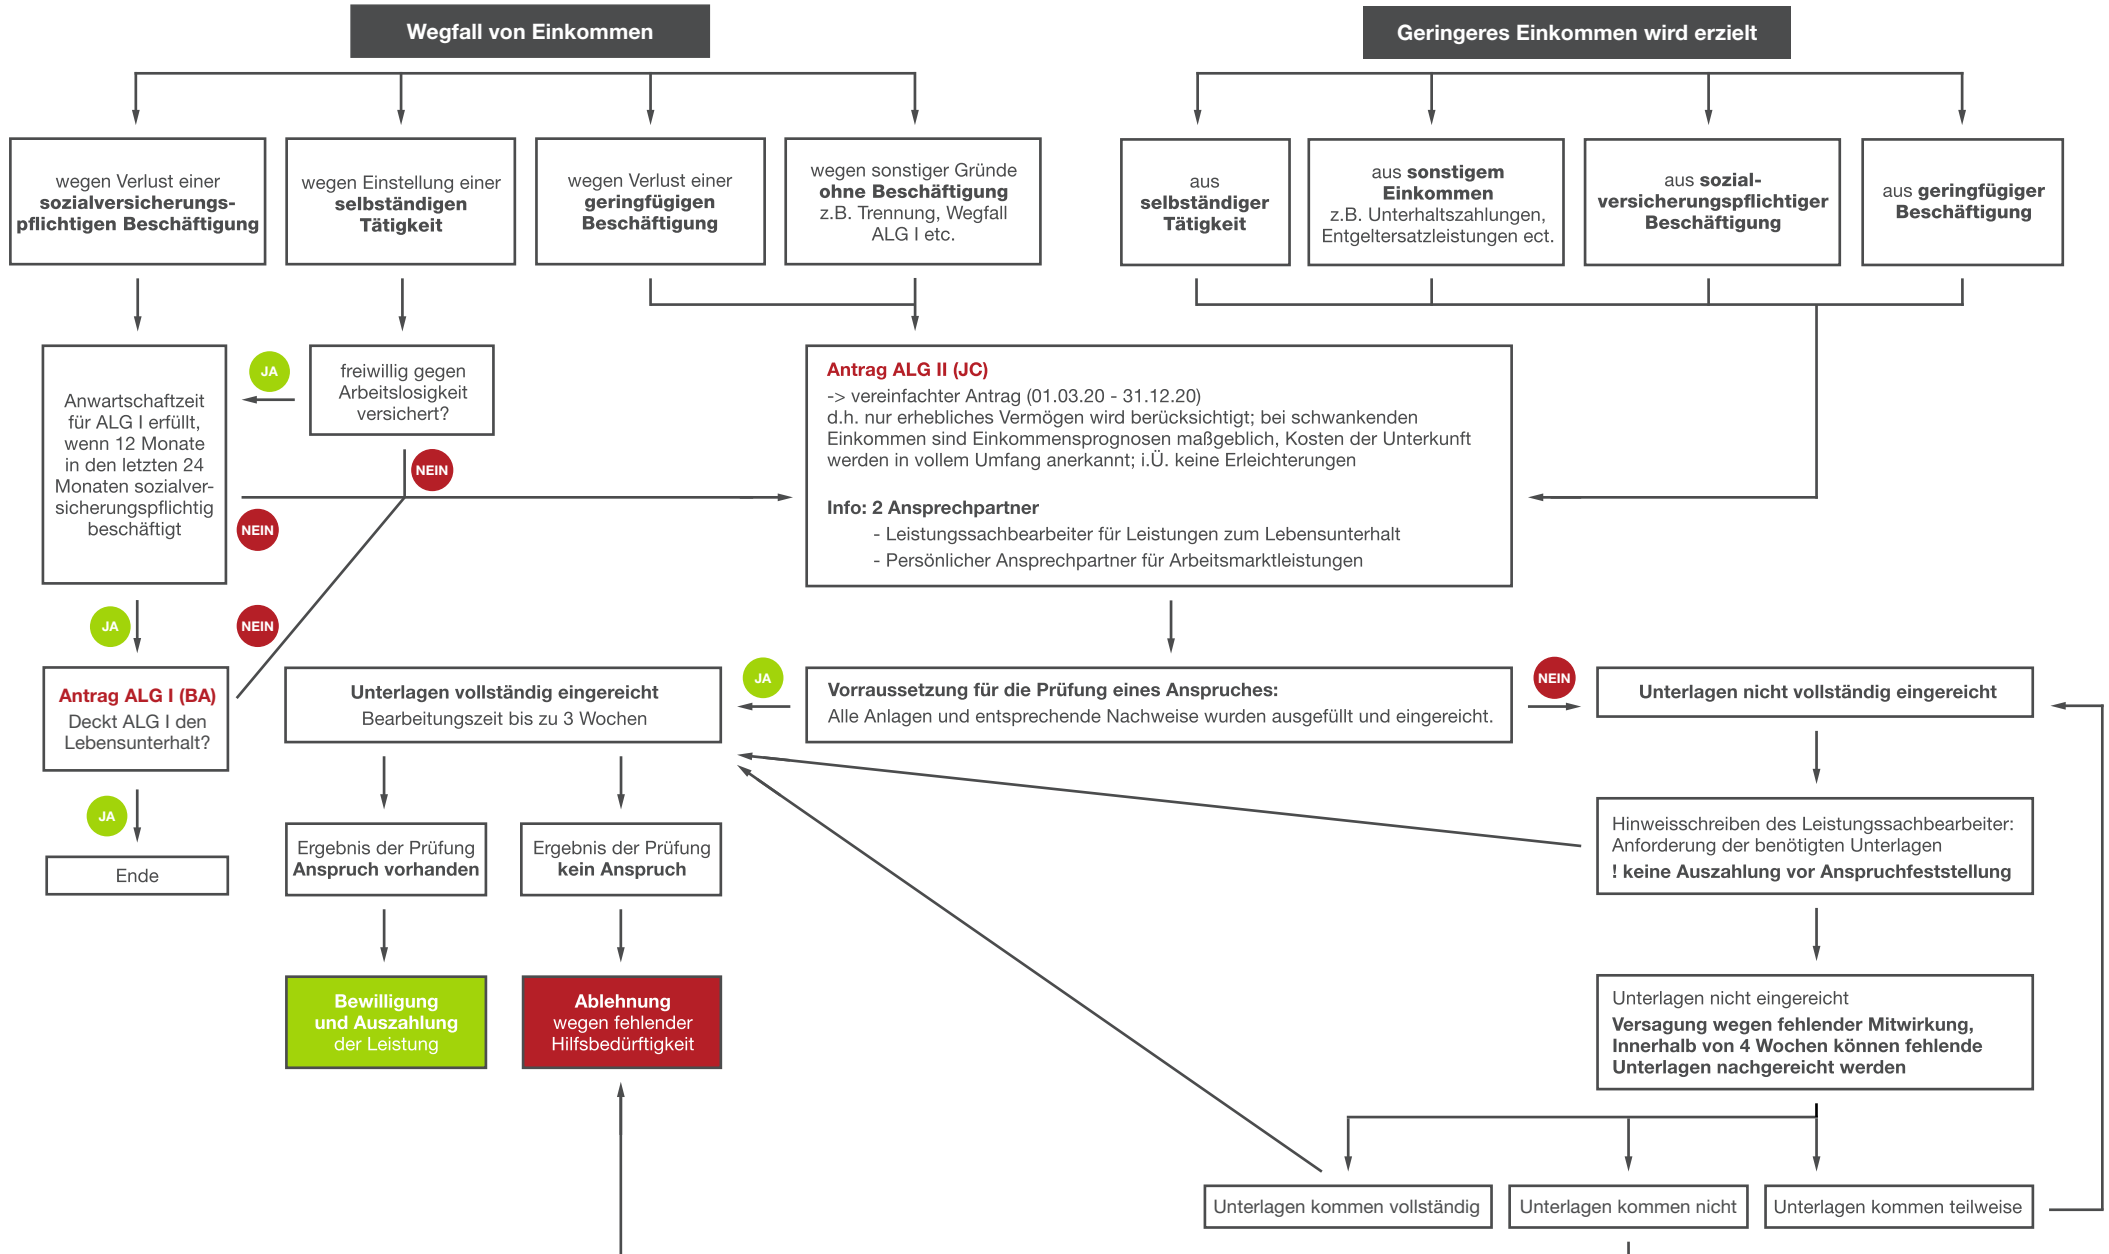 Wegfall von Einkommen
Geringeres Einkommen wird erzielt
wegen Verlust einer
sozialversicherungs-
pflichtigen Beschäftigung
wegen Einstellung einer
selbständigen
Tätigkeit
wegen Verlust einer
geringfügigen
Beschäftigung
wegen sonstiger Gründe
ohne Beschäftigung
z.B. Trennung, Wegfall
ALG I etc.
aus
selbständiger
Tätigkeit
aus sonstigem
Einkommen
z.B. Unterhaltszahlungen,
Entgeltersatzleistungen ect.
aus sozial-
versicherungspflichtiger
Beschäftigung
aus geringfügiger
Beschäftigung
Anwartschaftzeit
für ALG I erfüllt,
wenn 12 Monate
in den letzten 24
Monaten sozialver-
sicherungspflichtig
beschäftigt
JA
freiwillig gegen
Arbeitslosigkeit
versichert?
NEIN
NEIN
Antrag ALG II (JC)
-> vereinfachter Antrag (01.03.20 - 31.12.20)
d.h. nur erhebliches Vermögen wird berücksichtigt; bei schwankenden
Einkommen sind Einkommensprognosen maßgeblich, Kosten der Unterkunft
werden in vollem Umfang anerkannt; i.Ü. keine Erleichterungen
Info: 2 Ansprechpartner
- Leistungssachbearbeiter für Leistungen zum Lebensunterhalt
- Persönlicher Ansprechpartner für Arbeitsmarktleistungen
JA
NEIN
Antrag ALG I (BA)
Deckt ALG I den
Lebensunterhalt?
JA
Ende
Unterlagen vollständig eingereicht
Bearbeitungszeit bis zu 3 Wochen
JA
Vorraussetzung für die Prüfung eines Anspruches:
Alle Anlagen und entsprechende Nachweise wurden ausgefüllt und eingereicht.
NEIN
Unterlagen nicht vollständig eingereicht
Ergebnis der Prüfung
Anspruch vorhanden
Ergebnis der Prüfung
kein Anspruch
Hinweisschreiben des Leistungssachbearbeiter:
Anforderung der benötigten Unterlagen
! keine Auszahlung vor Anspruchfeststellung
Bewilligung
und Auszahlung
der Leistung
Ablehnung
wegen fehlender
Hilfsbedürftigkeit
Unterlagen nicht eingereicht
Versagung wegen fehlender Mitwirkung,
Innerhalb von 4 Wochen können fehlende
Unterlagen nachgereicht werden
Unterlagen kommen vollständig
Unterlagen kommen nicht
Unterlagen kommen teilweise